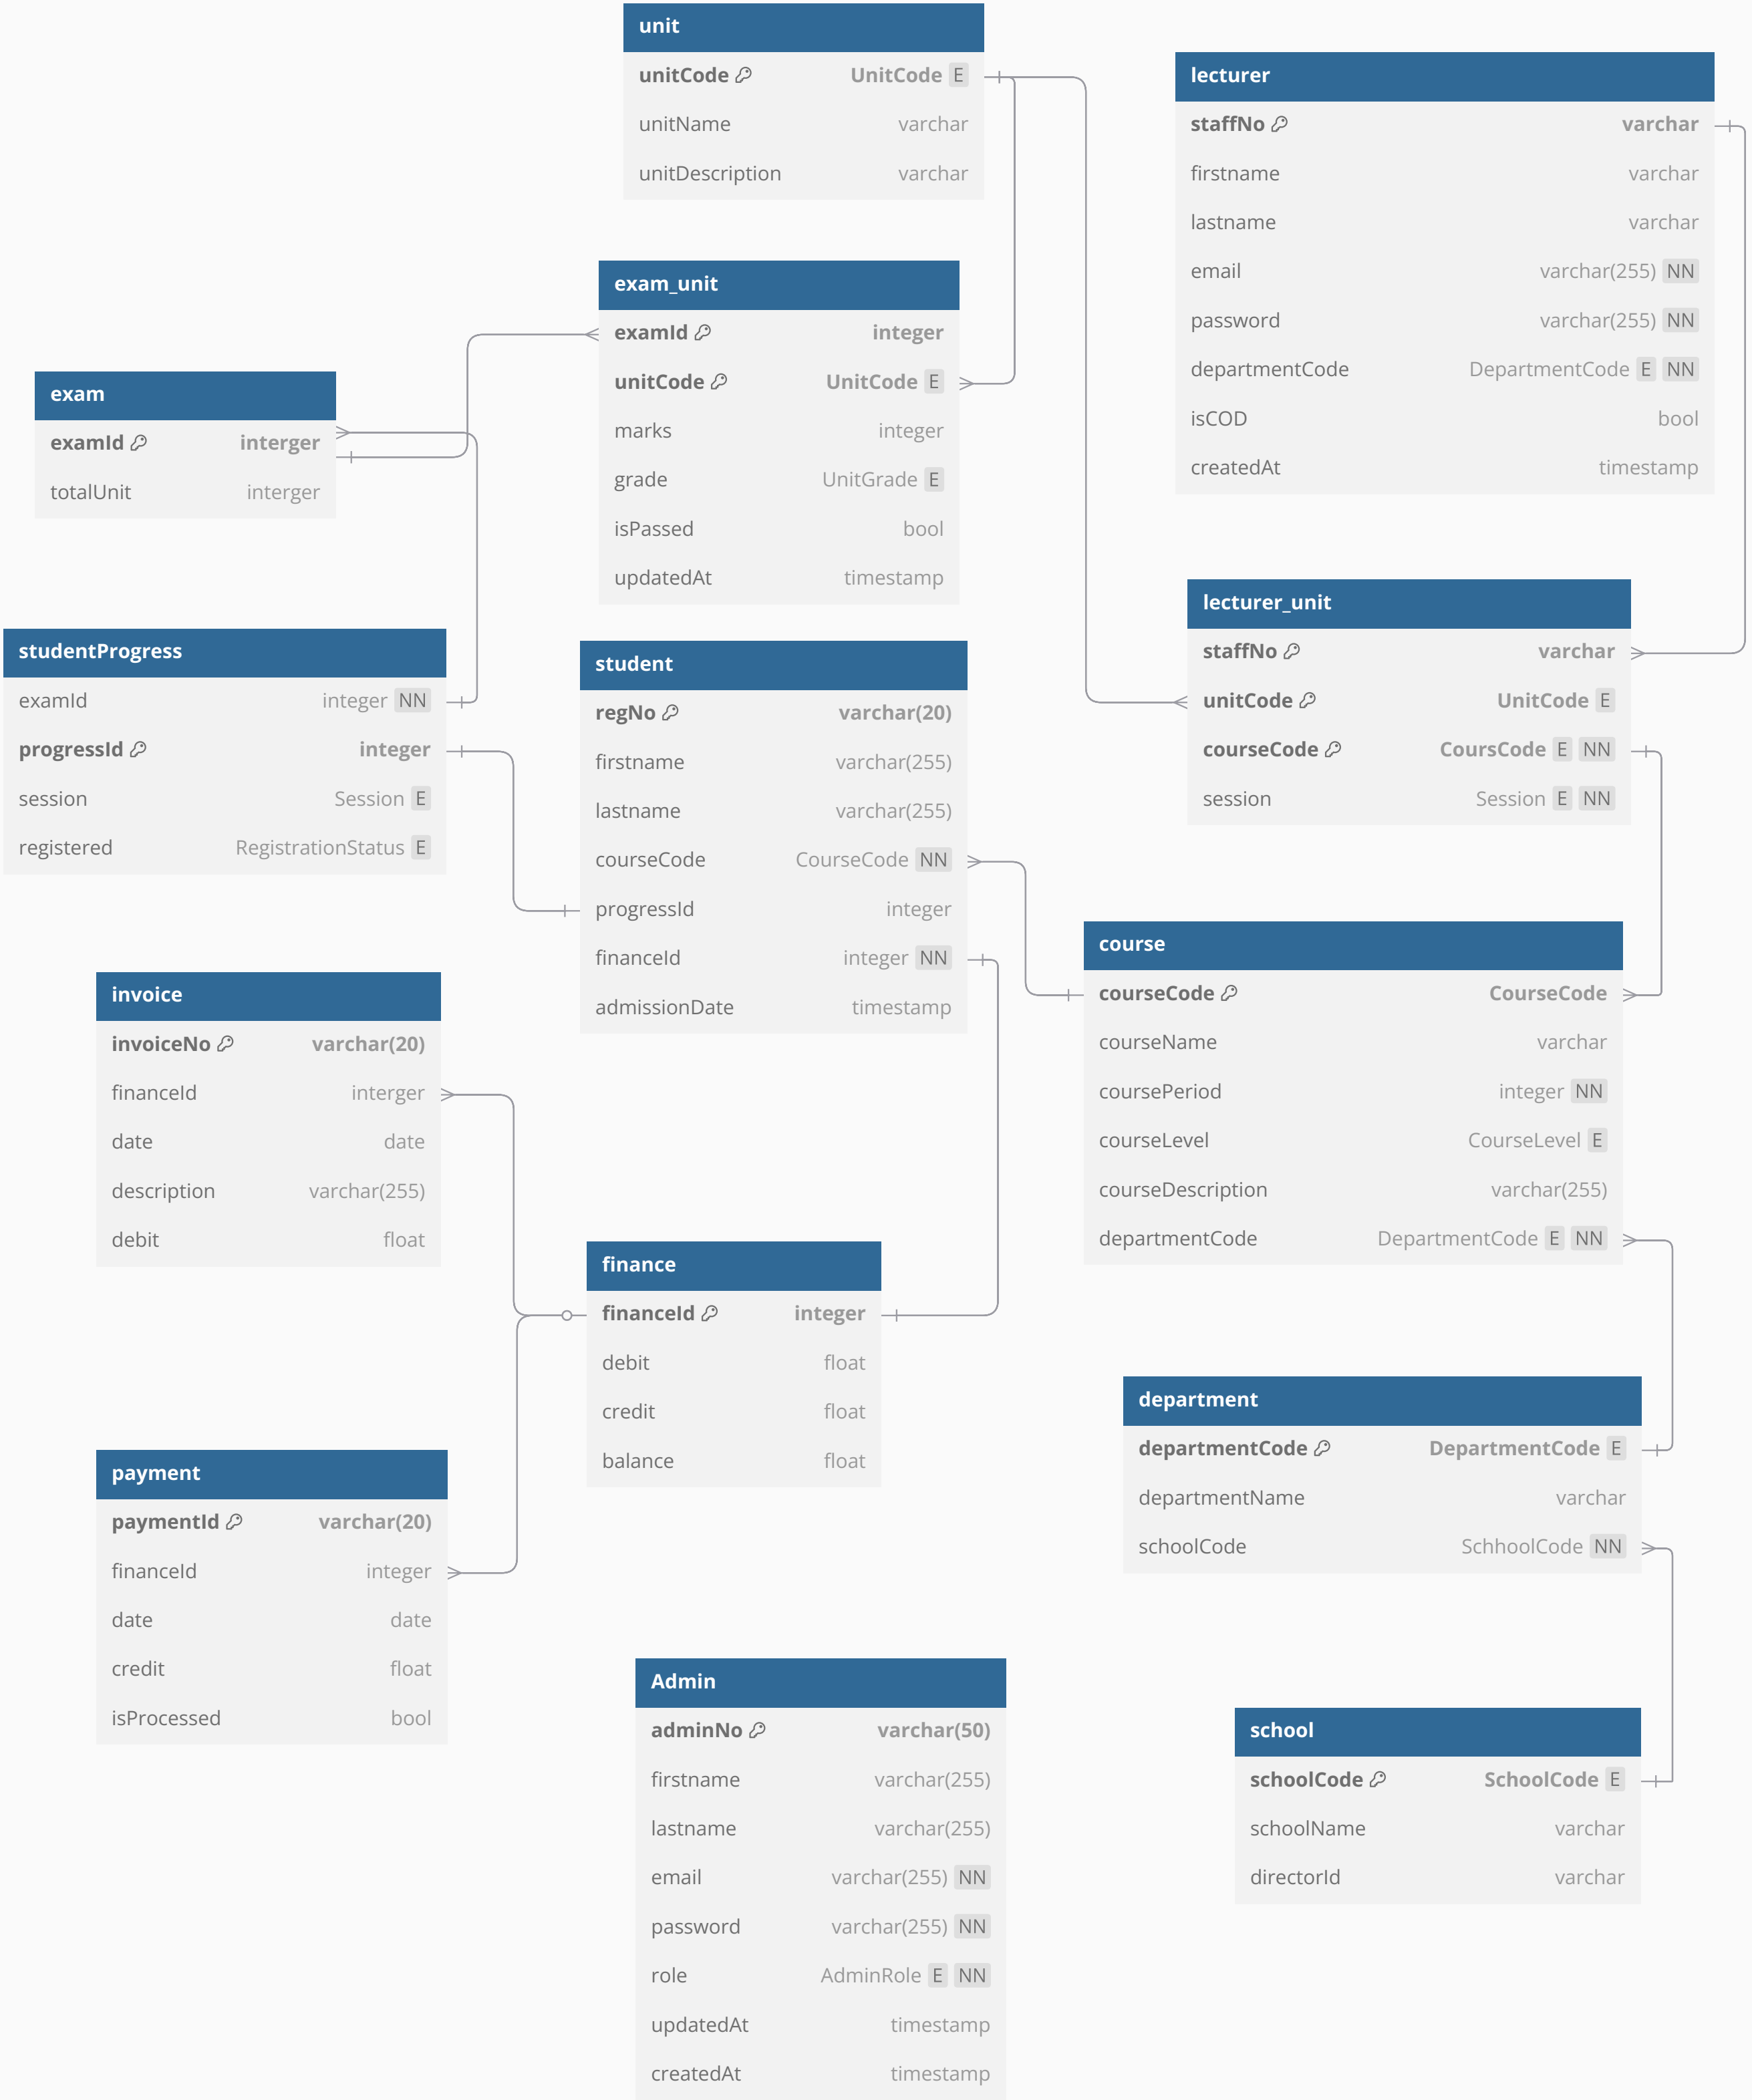 unit
unitCode UnitCode E
unitName varchar
unitDescription varchar
lecturer
staffNo varchar
firstname varchar
lastname varchar
email varchar(255) NN
password varchar(255) NN
departmentCode DepartmentCode E NN
isCOD bool
createdAt timestamp
exam_unit
examId integer
unitCode UnitCode E
marks integer
grade UnitGrade E
isPassed bool
updatedAt timestamp
exam
examId interger
totalUnit interger
lecturer_unit
staffNo varchar
unitCode UnitCode E
courseCode CoursCode E NN
session Session E NN
studentProgress
examId integer NN
progressId integer
session Session E
registered RegistrationStatus E
student
regNo varchar(20)
firstname varchar(255)
lastname varchar(255)
courseCode CourseCode NN
progressId integer
financeId integer NN
admissionDate timestamp
course
courseCode CourseCode
courseName varchar
coursePeriod integer NN
courseLevel CourseLevel E
courseDescription varchar(255)
departmentCode DepartmentCode E NN
invoice
invoiceNo varchar(20)
financeId interger
date date
description varchar(255)
debit float
finance
financeId integer
debit float
credit float
balance float
department
departmentCode DepartmentCode E
departmentName varchar
schoolCode SchhoolCode NN
payment
paymentId varchar(20)
financeId integer
date date
credit float
isProcessed bool
Admin
adminNo varchar(50)
firstname varchar(255)
lastname varchar(255)
email varchar(255) NN
password varchar(255) NN
role AdminRole E NN
updatedAt timestamp
createdAt timestamp
school
schoolCode SchoolCode E
schoolName varchar
directorId varchar